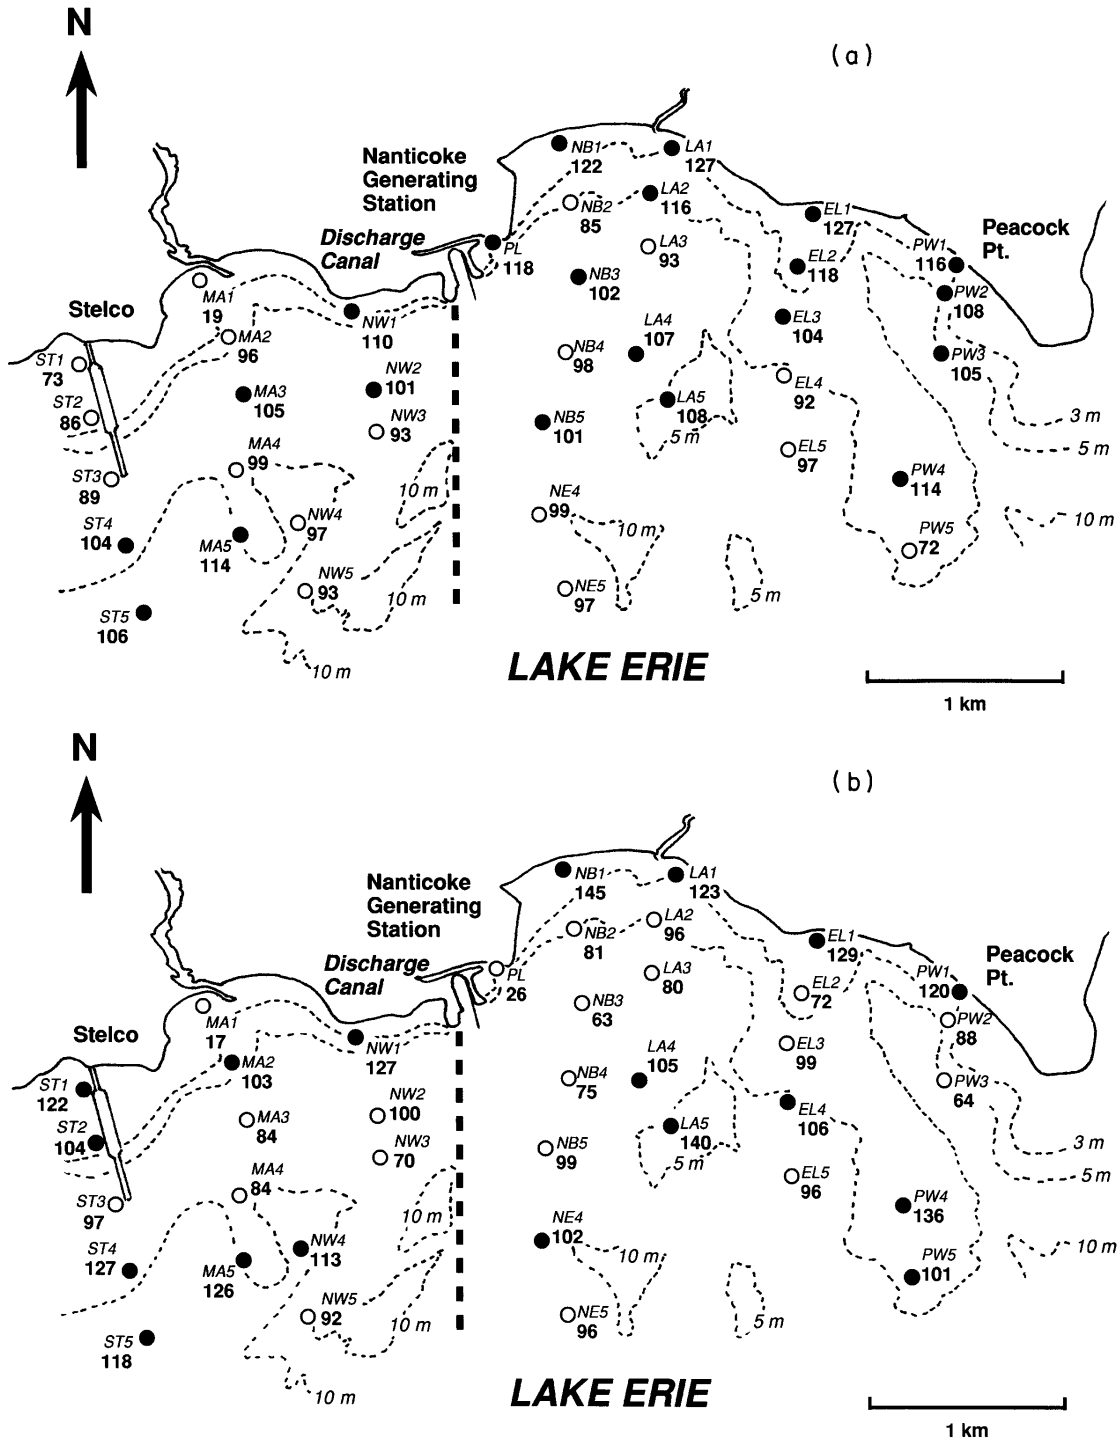 N
(a)
Nanticoke
Generating
Station
Discharge
Canal
Stelco
Peacock
Pt.
NB1
122
LA1
127
NB2
85
LA2
116
LA3
93
PL
118
NB3
102
EL1
127
EL2
118
PW1
116
PW2
108
MA1
19
MA2
96
NW1
110
NB4
98
LA4
107
EL3
104
PW3
105
ST1
73
ST2
86
MA3
105
NW2
101
NW3
93
NB5
101
LA5
108
5 m
EL4
92
3 m
5 m
ST3
89
MA4
99
10 m
EL5
97
PW4
114
ST4
104
MA5
114
NW4
97
NE4
99
10 m
10 m
PW5
72
ST5
106
NW5
93
10 m
NE5
97
5 m
10 m
LAKE ERIE
1 km
N
(b)
Nanticoke
Generating
Station
Discharge
Canal
Stelco
Peacock
Pt.
NB1
145
LA1
123
NB2
81
LA2
96
LA3
80
PL
26
NB3
63
EL1
129
EL2
72
PW1
120
PW2
88
MA1
17
MA2
103
NW1
127
NB4
75
LA4
105
EL3
99
PW3
64
ST1
122
ST2
104
MA3
84
NW2
100
NW3
70
NB5
99
LA5
140
5 m
EL4
106
3 m
5 m
ST3
97
MA4
84
10 m
EL5
96
PW4
136
ST4
127
MA5
126
NW4
113
NE4
102
10 m
10 m
PW5
101
ST5
118
NW5
92
10 m
NE5
96
5 m
10 m
LAKE ERIE
1 km